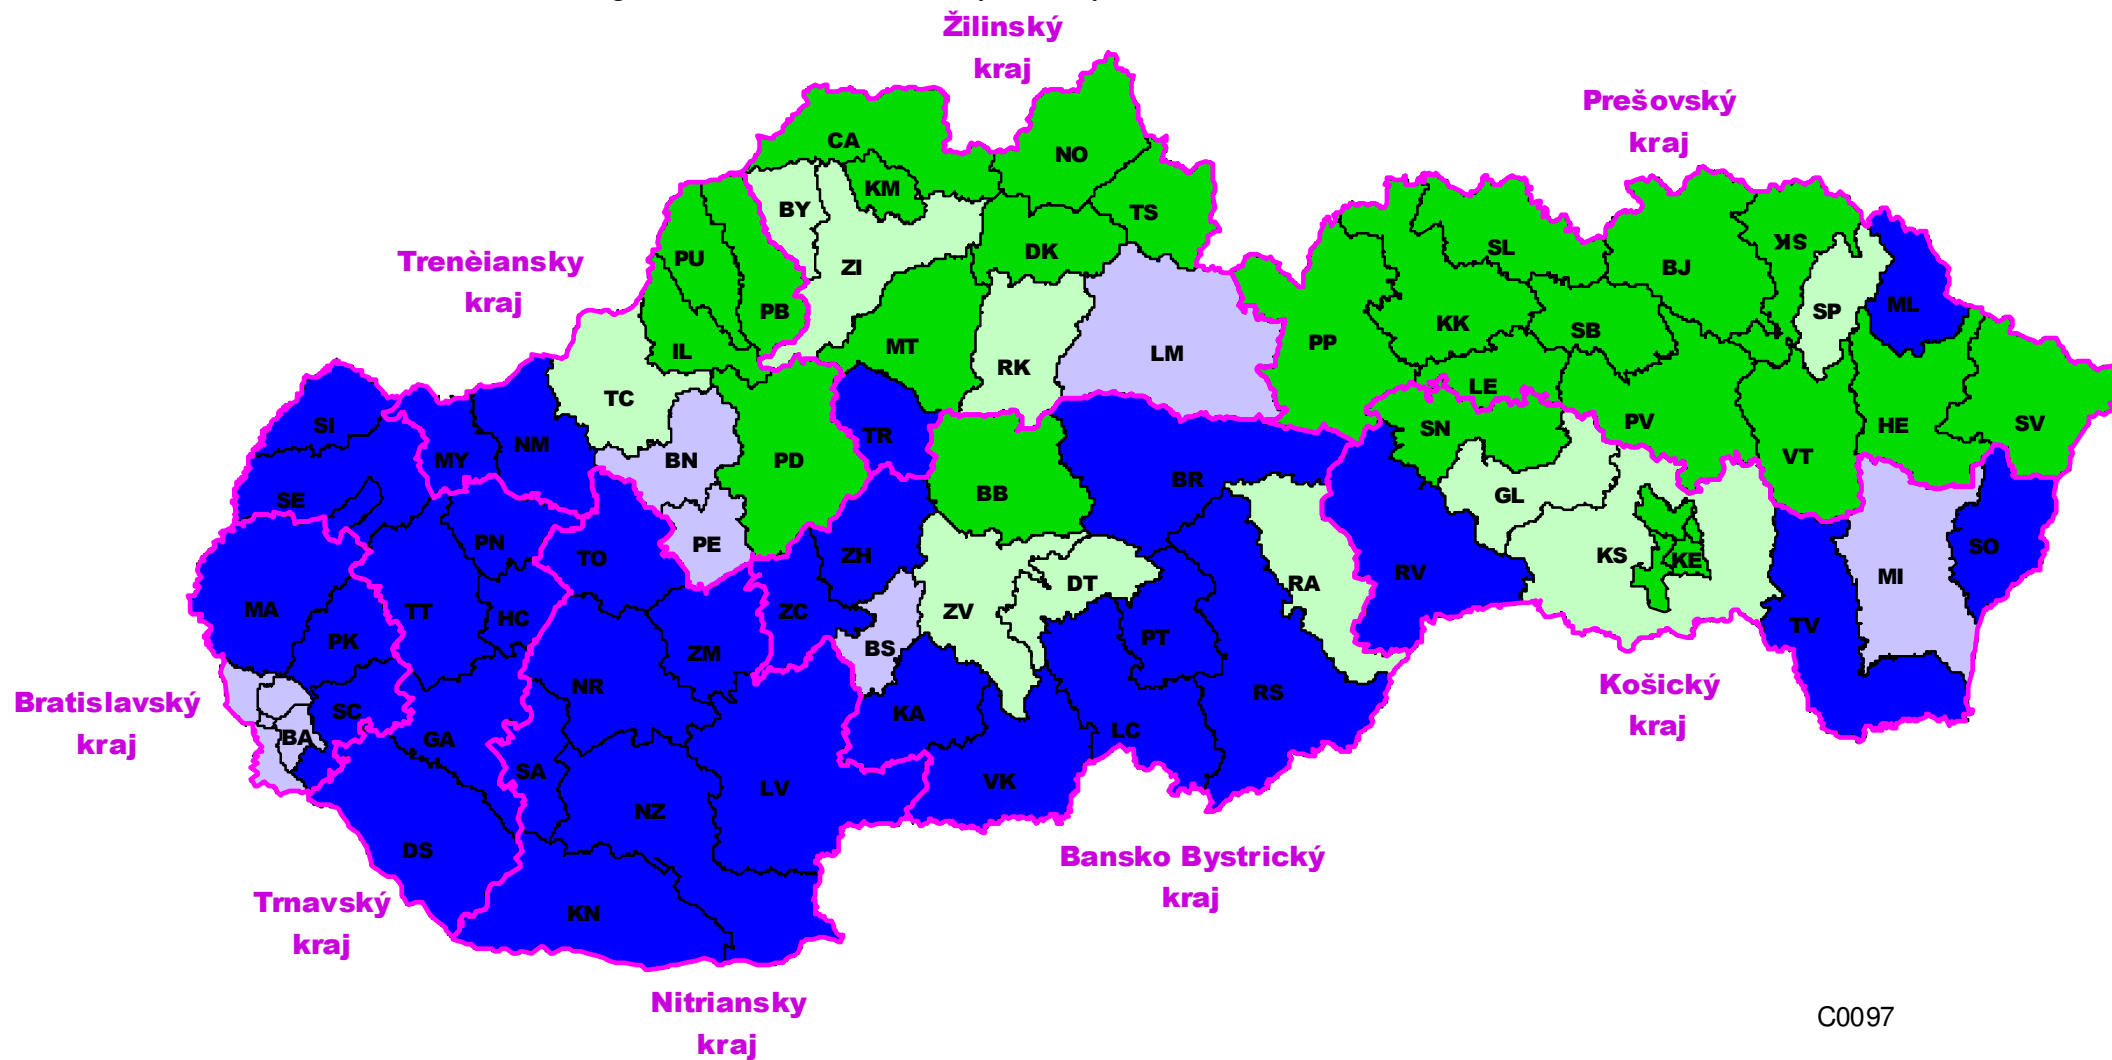 Žilinský
kraj
Prešovský
kraj
CA
NO
KM
BY
TS
SL
SK
PU
DK
BJ
ZI
Trenèiansky
kraj
PB
SP
ML
KK
SB
PP
IL
MT
LM
RK
LE
TC
SI
TR
SN
PV
HE
SV
MY
NM
BN
PD
VT
BR
SE
BB
GL
PN
PE
TO
ZH
KS
KE
SO
RV
MI
DT
RA
MA
TT
HC
ZC
ZV
TV
PK
PT
BS
ZM
NR
RS
Košický
kraj
Bratislavský
kraj
SC
KA
BA
GA
LC
SA
LV
VK
NZ
DS
Bansko Bystrický
kraj
Trnavský
kraj
KN
Nitriansky
kraj
C0097